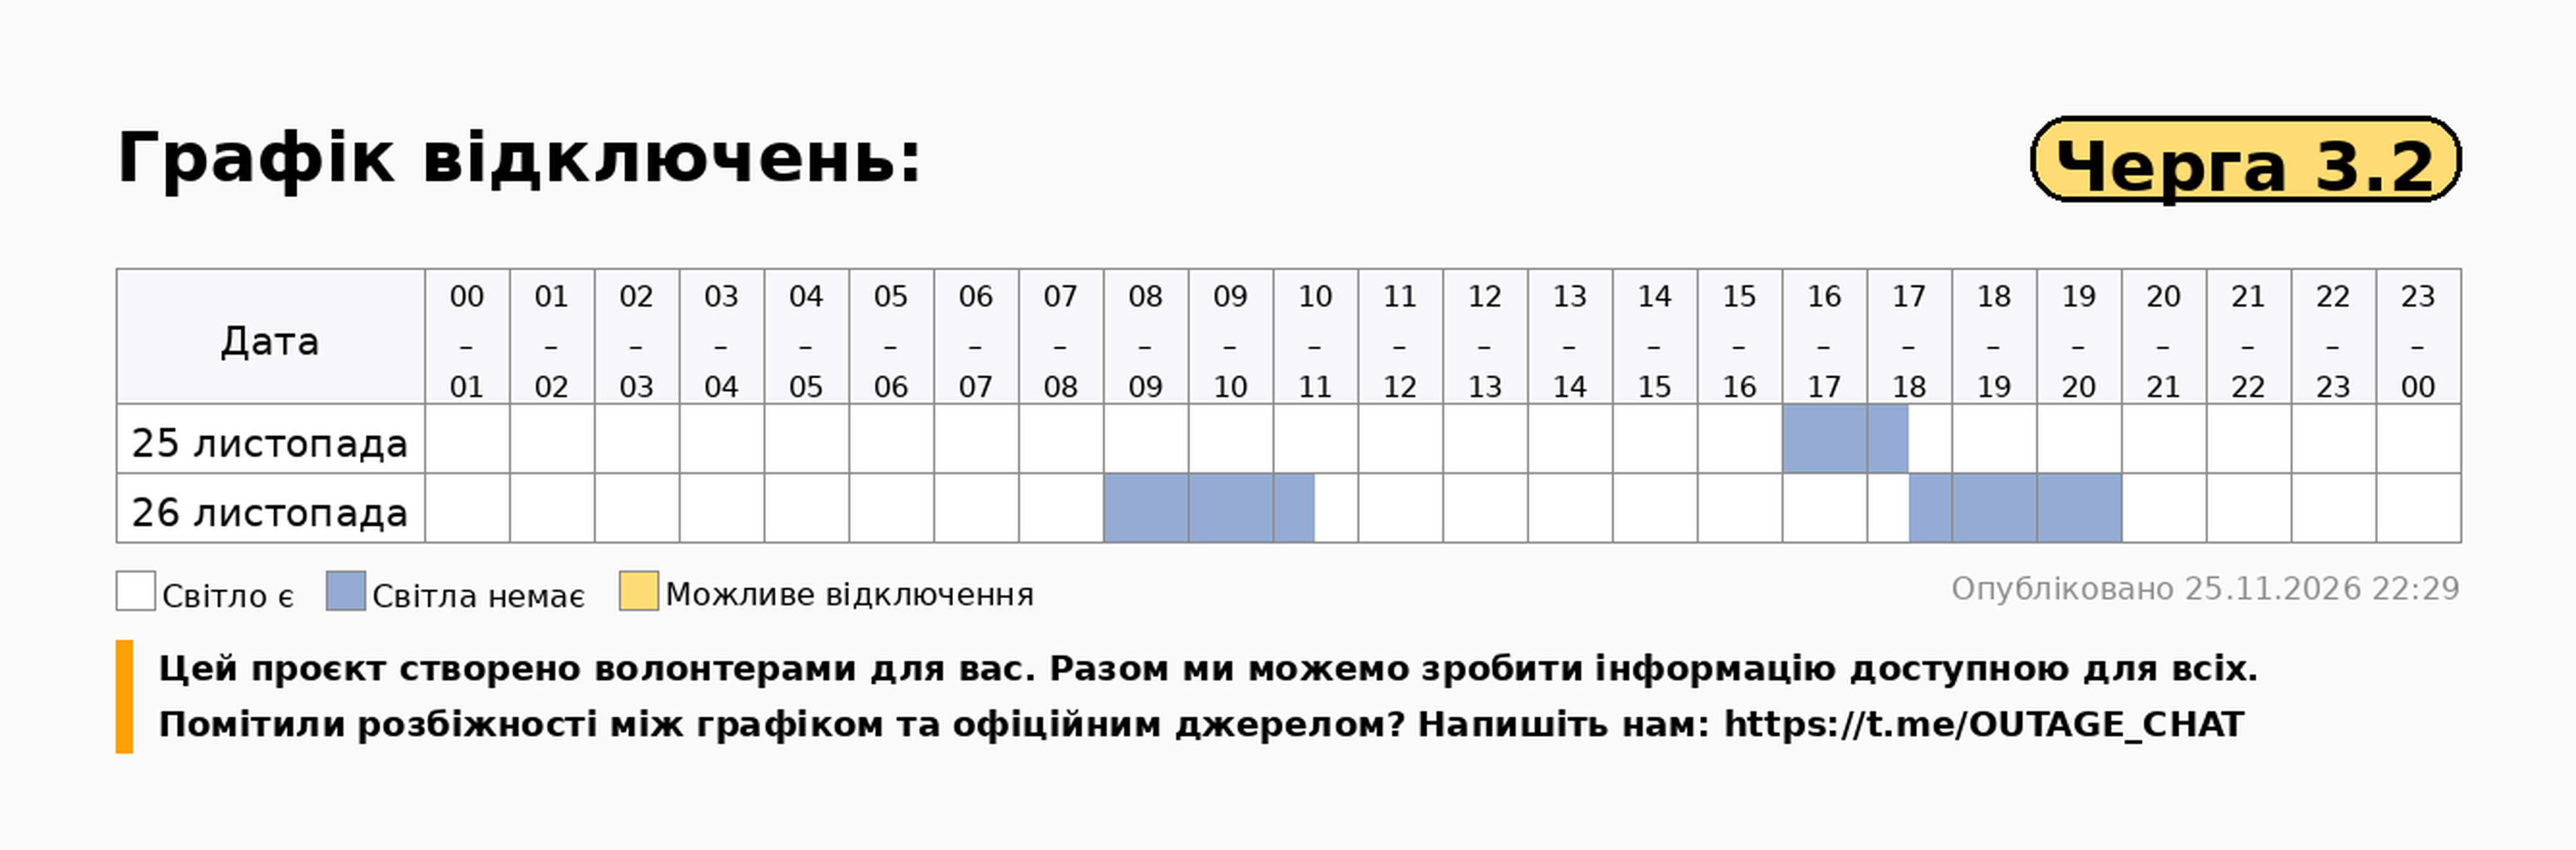 Графік відключень:
Черга 3.2
Дата
00 – 01
01 – 02
02 – 03
03 – 04
04 – 05
05 – 06
06 – 07
07 – 08
08 – 09
09 – 10
10 – 11
11 – 12
12 – 13
13 – 14
14 – 15
15 – 16
16 – 17
17 – 18
18 – 19
19 – 20
20 – 21
21 – 22
22 – 23
23 – 00
25 листопада
26 листопада
Світло є
Світла немає
Можливе відключення
Опубліковано 25.11.2026 22:29
Цей проєкт створено волонтерами для вас. Разом ми можемо зробити інформацію доступною для всіх.
Помітили розбіжності між графіком та офіційним джерелом? Напишіть нам: https://t.me/OUTAGE_CHAT